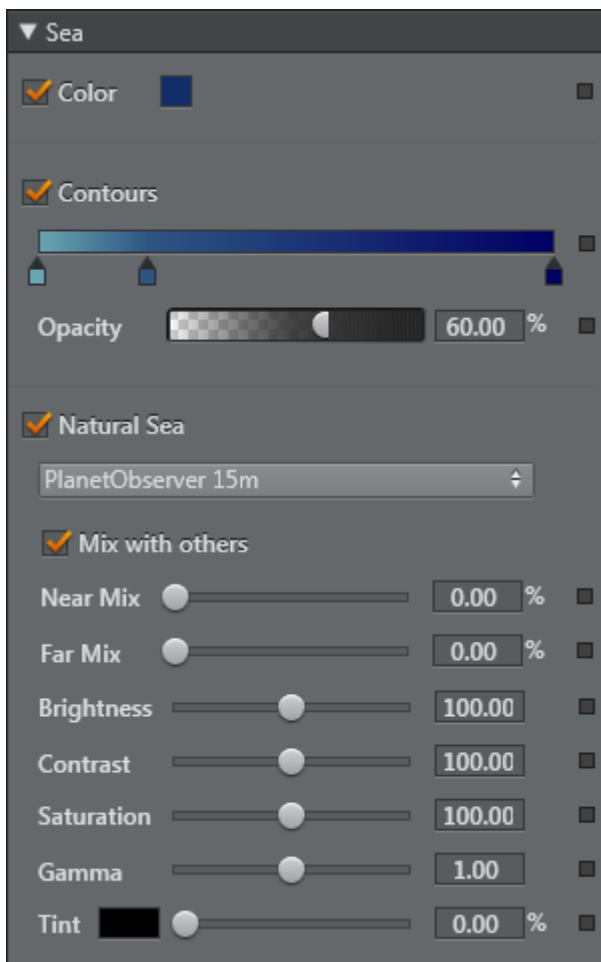 Sea
Color
Contours
Opacity 60.00 %
Natural Sea
PlanetObserver 15m
Mix with others
Near Mix 0.00 %
Far Mix 0.00 %
Brightness 100.00
Contrast 100.00
Saturation 100.00
Gamma 1.00
Tint 0.00 %